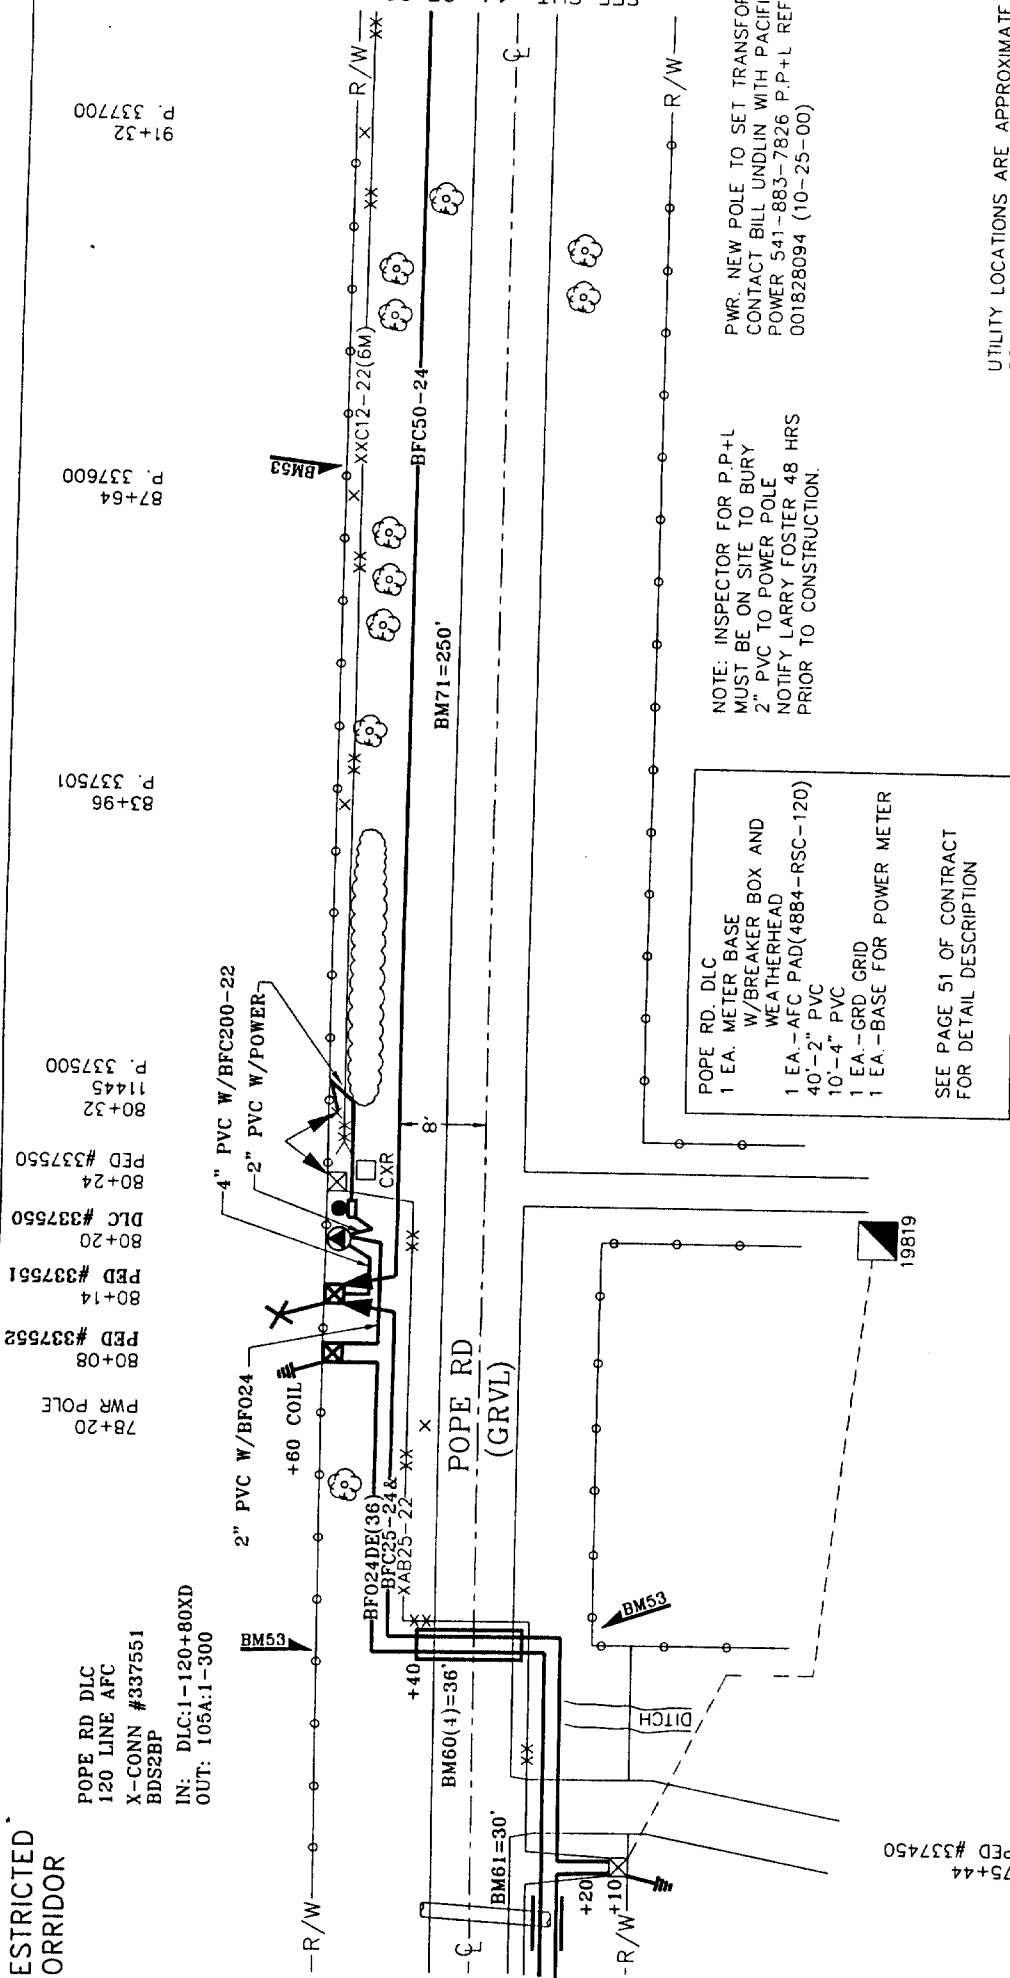 ESTRICTED
ORRIDOR
POPE RD DLC
120 LINE AFC
X-CONN #337551
BDS2BP
IN: DLC:1-120+80XD
OUT: 105A:1-300
75+44
PED #337450
78+20
PWR POLE
80+08
PED #337552
80+14
PED #337551
80+20
DLC #337550
80+24
PED #337550
80+32
11445
P. 337500
83+96
P. 337501
87+64
P. 337600
91+32
P. 337700
2" PVC W/BFO24
+60 COIL
4" PVC W/BFC200-22
2" PVC W/POWER
BM53
BM53
BM53
R/W
R/W
R/W
R/W
XXC12-22(6M)
BFC50-24
BM71=250'
CXR
8'
BFO24DE(36)
BFC25-24&
XAB25-22
+40
BM60(4)=36'
BM61=30'
+20
+10
POPE RD
(GRVL)
DITCH
19819
POPE RD. DLC
1 EA. METER BASE
W/BREAKER BOX AND
WEATHERHEAD
1 EA.-AFC PAD(4884-RSC-120)
40'-2" PVC
10'-4" PVC
1 EA.-GRD GRID
1 EA.-BASE FOR POWER METER
SEE PAGE 51 OF CONTRACT
FOR DETAIL DESCRIPTION
NOTE: INSPECTOR FOR P.P+L
MUST BE ON SITE TO BURY
2" PVC TO POWER POLE
NOTIFY LARRY FOSTER 48 HRS
PRIOR TO CONSTRUCTION.
PWR. NEW POLE TO SET TRANSFOR
CONTACT BILL UNDLIN WITH PACIFI
POWER 541-883-7826 P.P+L REF
001828094 (10-25-00)
UTILITY LOCATIONS ARE APPROXIMATE